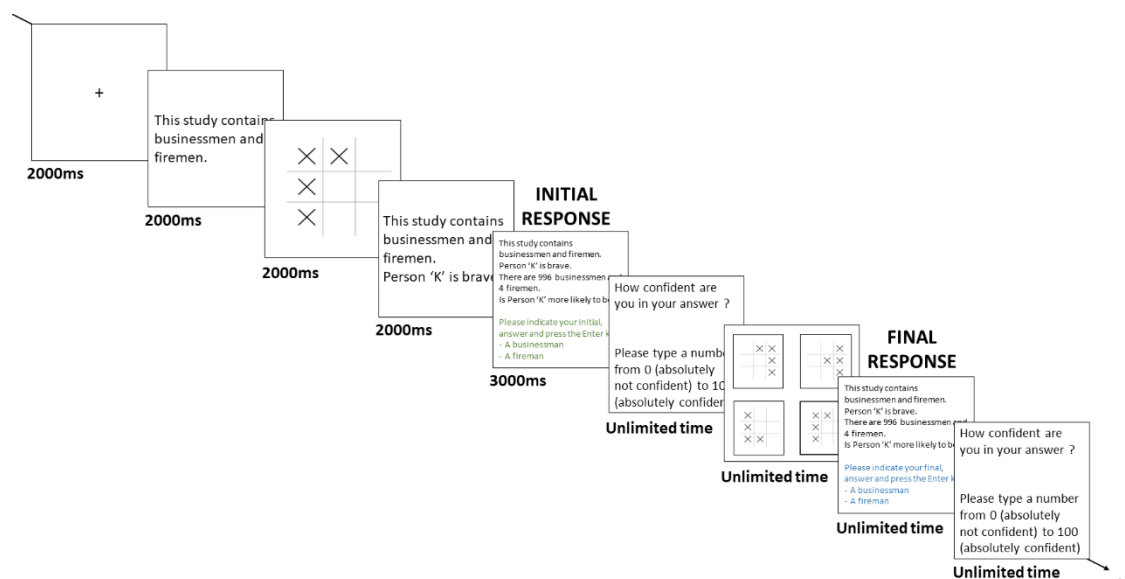 +
2000ms
This study contains
businessmen and
firemen.
2000ms
2000ms
This study contains
businessmen and
firemen.
Person ‘K’ is brave
2000ms
INITIAL
RESPONSE
This study contains
businessmen and firemen.
Person ‘K’ is brave.
There are 996 businessmen and
4 firemen.
Is Person ‘K’ more likely to be
Please indicate your initial,
answer and press the Enter k
- A businessman
- A fireman
3000ms
How confident are
you in your answer ?
Please type a number
from 0 (absolutely
not confident) to 10
(absolutely confiden
Unlimited time
Unlimited time
FINAL
RESPONSE
This study contains
businessmen and firemen.
Person ‘K’ is brave.
There are 996 businessmen and
4 firemen.
Is Person ‘K’ more likely to be
Please indicate your final,
answer and press the Enter k
- A businessman
- A fireman
Unlimited time
How confident are
you in your answer ?
Please type a number
from 0 (absolutely
not confident) to 100
(absolutely confident)
Unlimited time